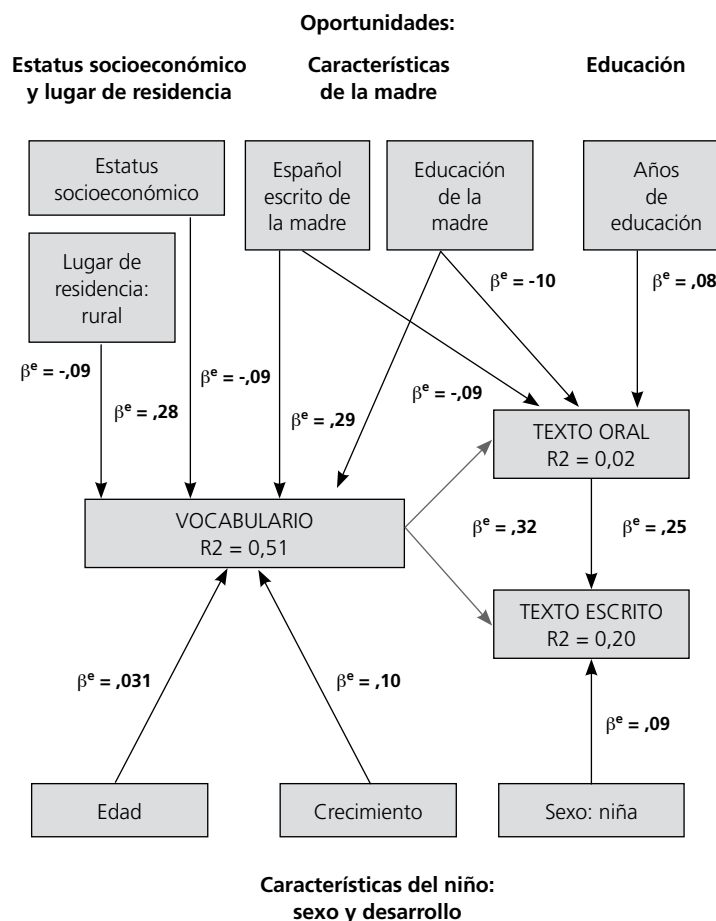 Oportunidades:
Estatus socioeconómico
y lugar de residencia
Características
de la madre
Educación
Estatus
socioeconómico
Español
escrito de
la madre
Educación
de la
madre
Años
de
educación
Lugar de
residencia:
rural
βᵉ = -10
βᵉ = ,08
βᵉ = -,09
βᵉ = ,28
βᵉ = -,09
βᵉ = ,29
βᵉ = -,09
TEXTO ORAL
R2 = 0,02
VOCABULARIO
R2 = 0,51
βᵉ = ,32
βᵉ = ,25
TEXTO ESCRITO
R2 = 0,20
βᵉ = ,031
βᵉ = ,10
βᵉ = ,09
Edad
Crecimiento
Sexo: niña
Características del niño:
sexo y desarrollo